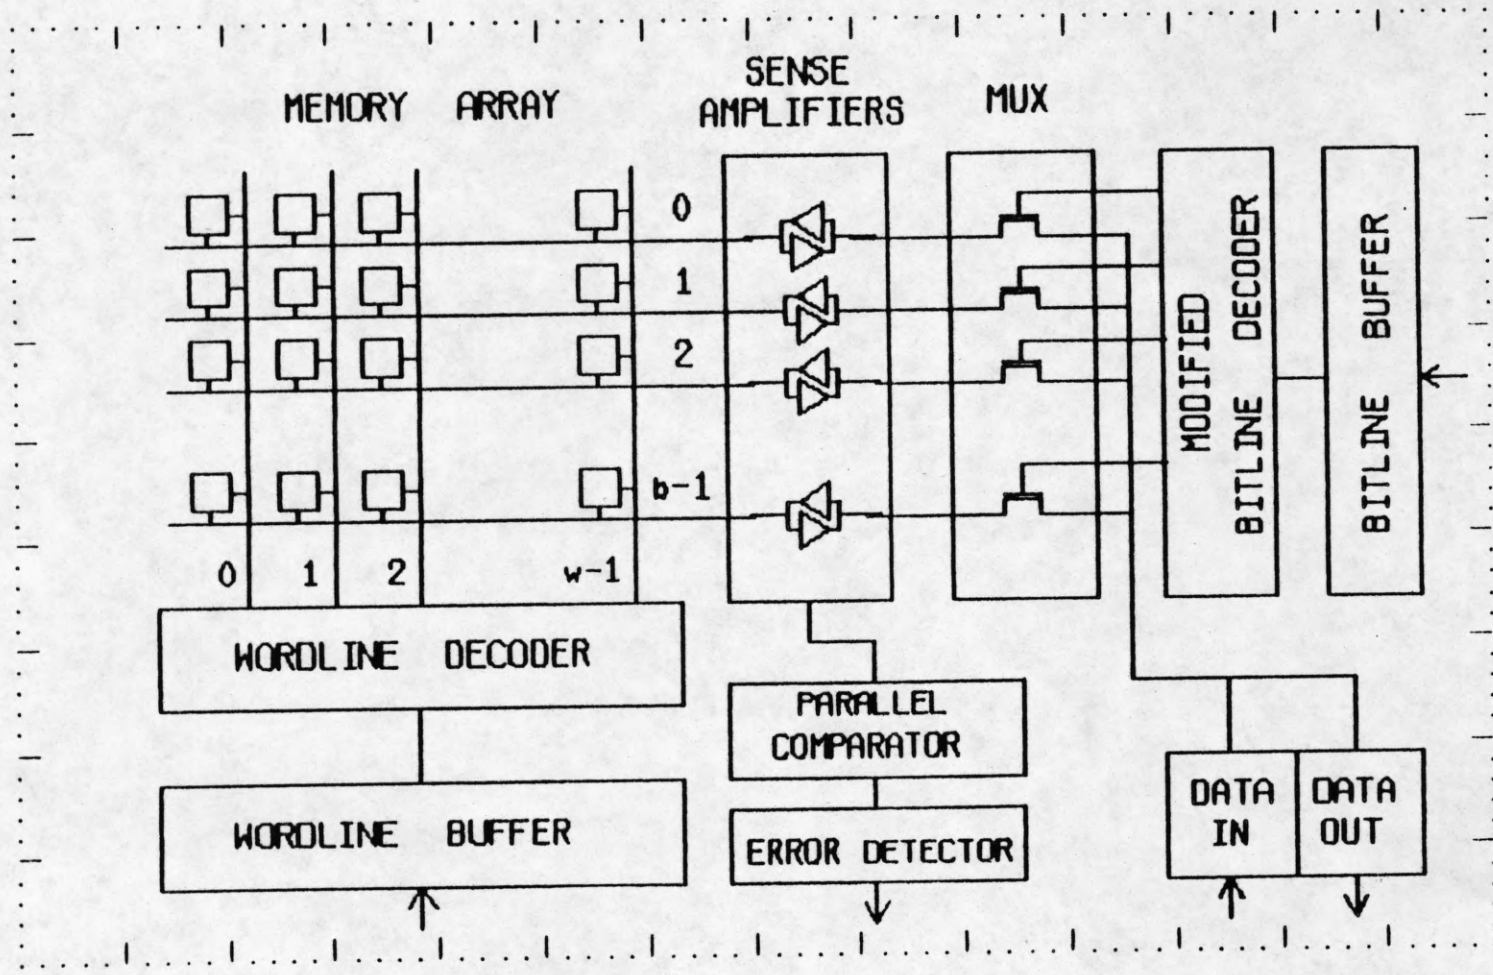 SENSE
AMPLIFIERS
MEMORY ARRAY
MUX
0
1
2
b-1
0 1 2 w-1
MODIFIED
BITLINE DECODER
BITLINE BUFFER
WORDLINE DECODER
WORDLINE BUFFER
PARALLEL
COMPARATOR
ERROR DETECTOR
DATA
IN
DATA
OUT